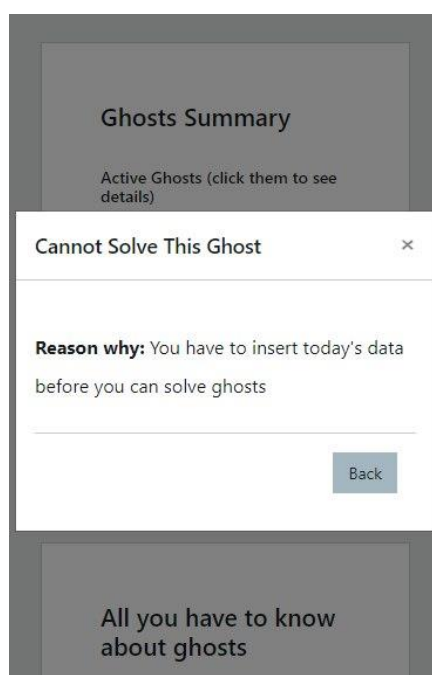 Ghosts Summary
Active Ghosts (click them to see
details)
Cannot Solve This Ghost ×
Reason why: You have to insert today's data
before you can solve ghosts
Back
All you have to know
about ghosts